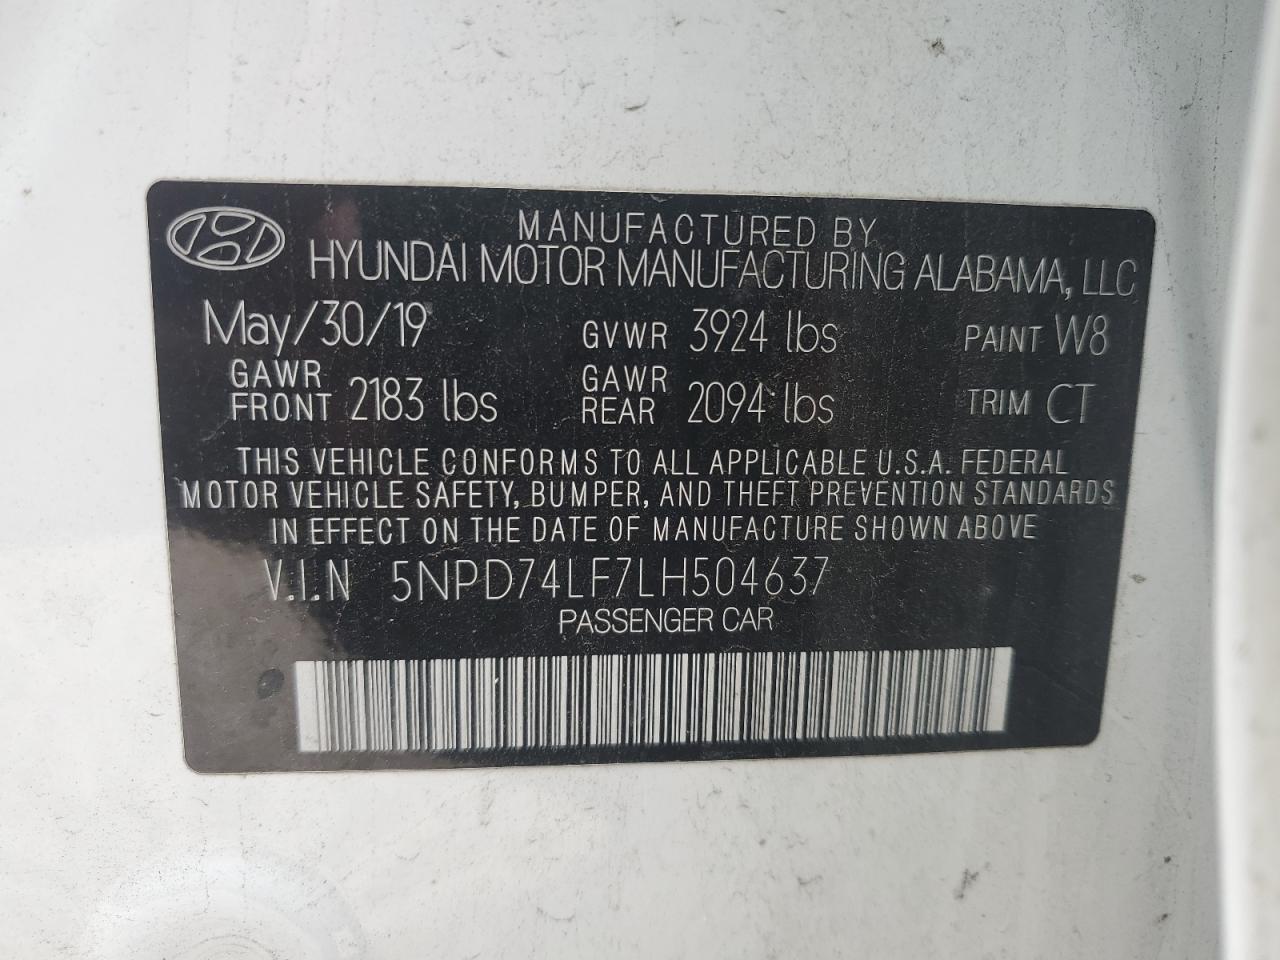 MANUFACTURED BY
HYUNDAI MOTOR MANUFACTURING ALABAMA, LLC
May/30/19 GVWR 3924 lbs PAINT W8
GAWR FRONT 2183 lbs GAWR REAR 2094 lbs TRIM CT
THIS VEHICLE CONFORMS TO ALL APPLICABLE U.S.A. FEDERAL
MOTOR VEHICLE SAFETY, BUMPER, AND THEFT PREVENTION STANDARDS
IN EFFECT ON THE DATE OF MANUFACTURE SHOWN ABOVE
V.I.N 5NPD74LF7LH504637
PASSENGER CAR